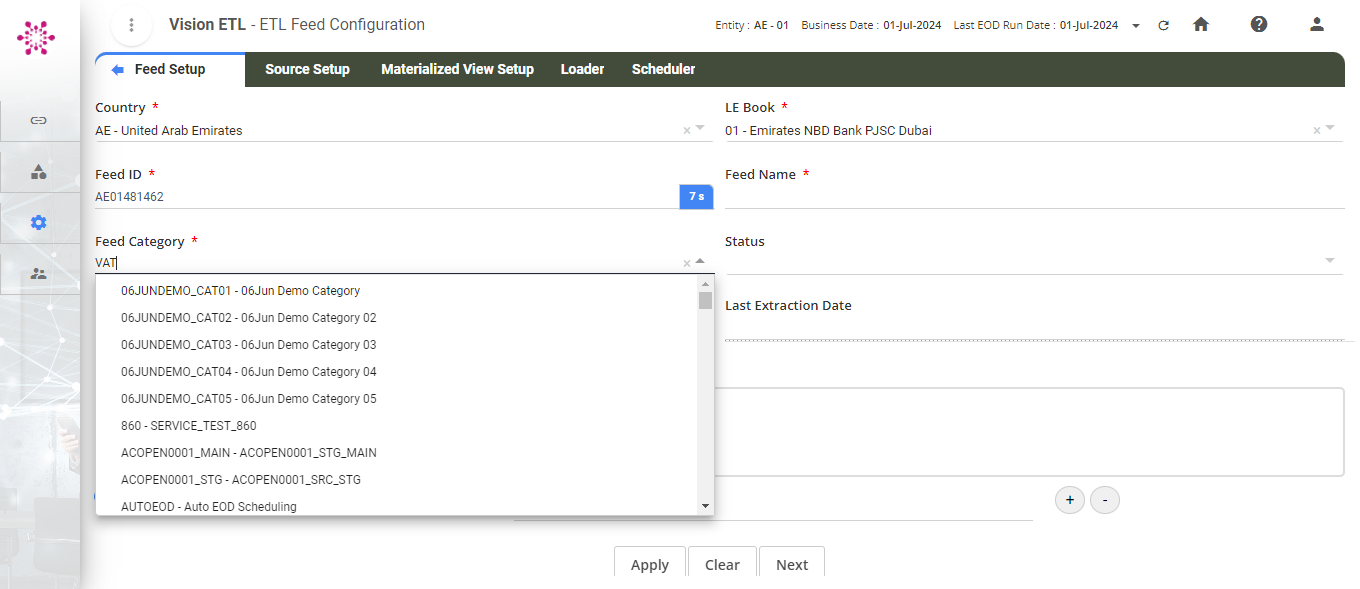 Vision ETL - ETL Feed Configuration
Entity : AE - 01 Business Date : 01-Jul-2024 Last EOD Run Date : 01-Jul-2024
Feed Setup Source Setup Materialized View Setup Loader Scheduler
Country *
LE Book *
AE - United Arab Emirates
×
01 - Emirates NBD Bank PJSC Dubai
×
Feed ID *
Feed Name *
AE01481462
7 s
Feed Category *
Status
VAT
×
06JUNDEMO_CAT01 - 06Jun Demo Category
06JUNDEMO_CAT02 - 06Jun Demo Category 02
06JUNDEMO_CAT03 - 06Jun Demo Category 03
06JUNDEMO_CAT04 - 06Jun Demo Category 04
06JUNDEMO_CAT05 - 06Jun Demo Category 05
860 - SERVICE_TEST_860
ACOPEN0001_MAIN - ACOPEN0001_STG_MAIN
ACOPEN0001_STG - ACOPEN0001_SRC_STG
AUTOEOD - Auto EOD Scheduling
Last Extraction Date
+ -
Apply Clear Next